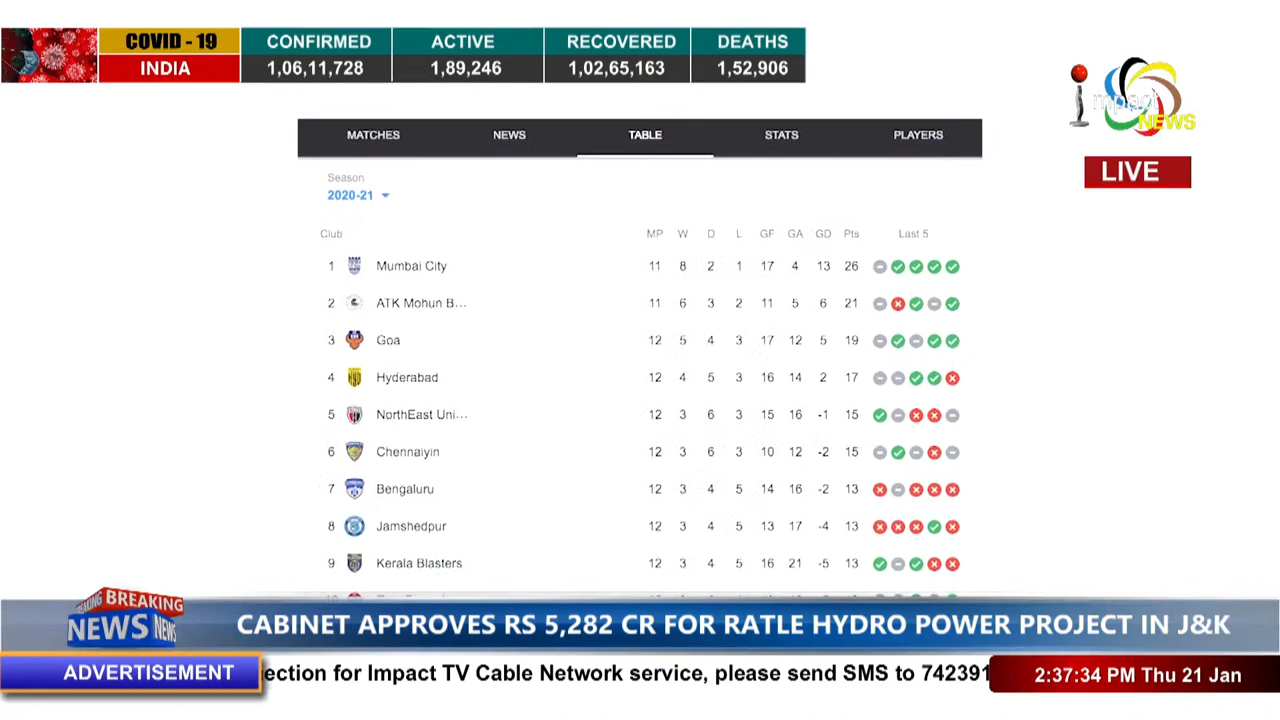 COVID - 19 CONFIRMED ACTIVE RECOVERED DEATHS
INDIA 1,06,11,728 1,89,246 1,02,65,163 1,52,906
impact
NEWS
LIVE
MATCHES NEWS TABLE STATS PLAYERS
Season
2020-21
Club MP W D L GF GA GD Pts Last 5
1 Mumbai City 11 8 2 1 17 4 13 26
2 ATK Mohun B... 11 6 3 2 11 5 6 21
3 Goa 12 5 4 3 17 12 5 19
4 Hyderabad 12 4 5 3 16 14 2 17
5 NorthEast Uni... 12 3 6 3 15 16 -1 15
6 Chennaiyin 12 3 6 3 10 12 -2 15
7 Bengaluru 12 3 4 5 14 16 -2 13
8 Jamshedpur 12 3 4 5 13 17 -4 13
9 Kerala Blasters 12 3 4 5 16 21 -5 13
BREAKING
NEWS NEWS
CABINET APPROVES RS 5,282 CR FOR RATLE HYDRO POWER PROJECT IN J&K
ADVERTISEMENT ection for Impact TV Cable Network service, please send SMS to 742391 2:37:34 PM Thu 21 Jan